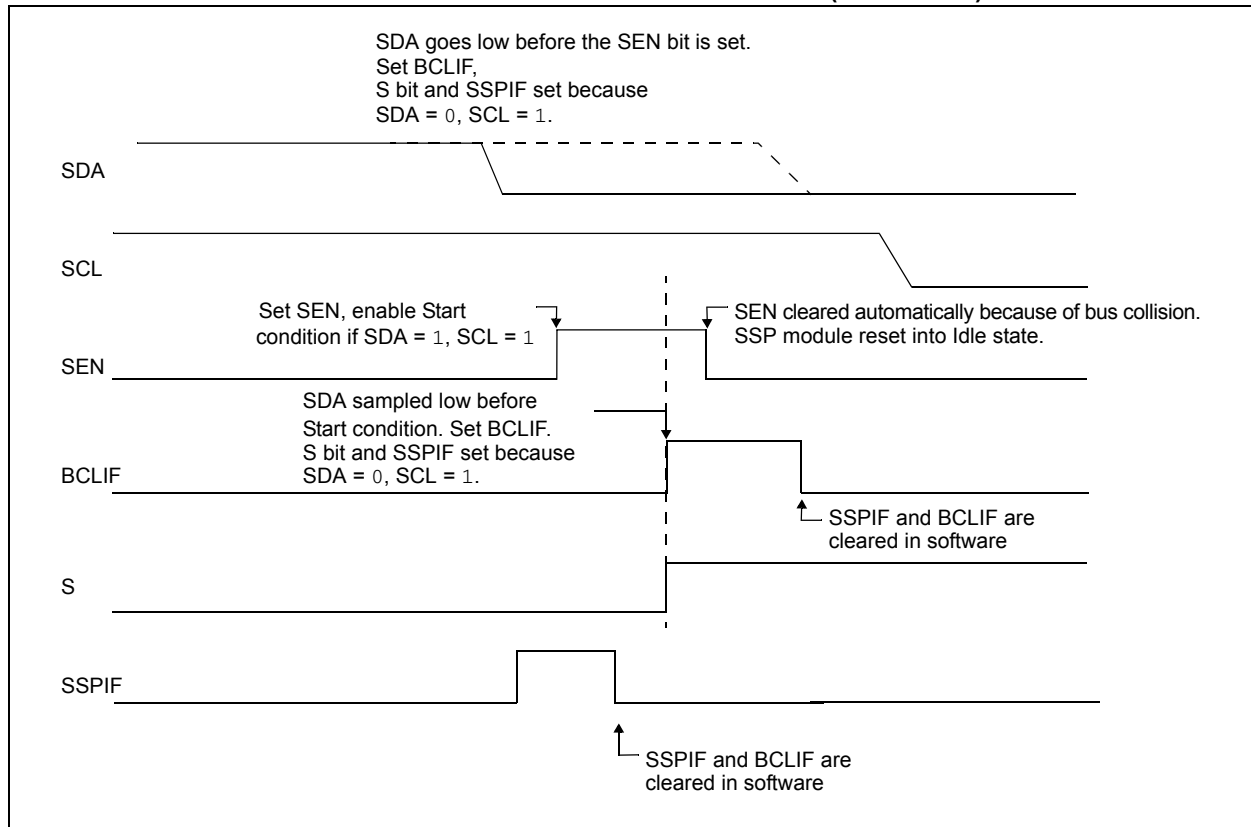 SDA goes low before the SEN bit is set.
Set BCLIF,
S bit and SSPIF set because
SDA = 0, SCL = 1.
SDA
SCL
Set SEN, enable Start
condition if SDA = 1, SCL = 1
SEN cleared automatically because of bus collision.
SSP module reset into Idle state.
SEN
SDA sampled low before
Start condition. Set BCLIF.
S bit and SSPIF set because
SDA = 0, SCL = 1.
BCLIF
SSPIF and BCLIF are
cleared in software
S
SSPIF
SSPIF and BCLIF are
cleared in software